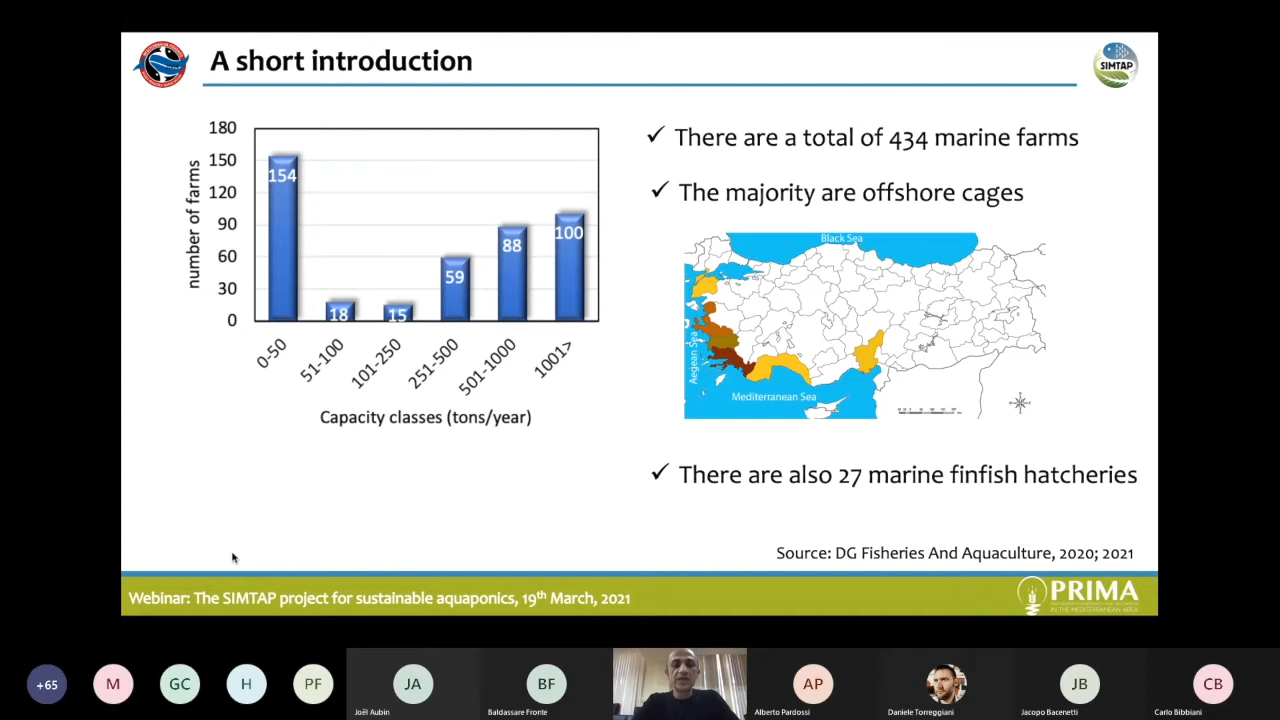 A short introduction
SIMTAP
180
150
120
90
60
30
0
number of farms
154
18
15
59
88
100
0-50
51-100
101-250
251-500
501-1000
1001>
Capacity classes (tons/year)
✓ There are a total of 434 marine farms
✓ The majority are offshore cages
Black Sea
Aegean Sea
Mediterranean Sea
✓ There are also 27 marine finfish hatcheries
Source: DG Fisheries And Aquaculture, 2020; 2021
Webinar: The SIMTAP project for sustainable aquaponics, 19th March, 2021
PRIMA
IN THE MEDITERRANEAN AREA
+65
M
GC
H
PF
JA
Joël Aubin
BF
Baldassare Fronte
AP
Alberto Pardossi
Daniele Torreggiani
JB
Jacopo Bacenetti
CB
Carlo Bibbiani